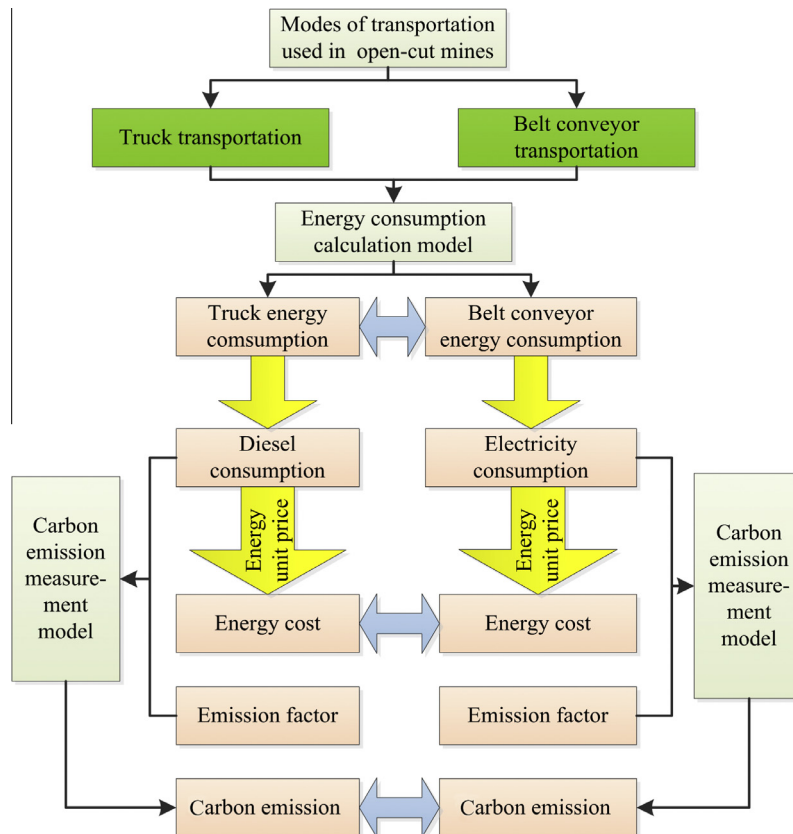 Modes of transportation
used in open-cut mines
Truck transportation
Belt conveyor
transportation
Energy consumption
calculation model
Truck energy
comsumption
Belt conveyor
energy consumption
Diesel
consumption
Electricity
consumption
Carbon
emission
measure-
ment
model
Energy
unit price
Energy
unit price
Carbon
emission
measure-
ment
model
Energy cost
Energy cost
Emission factor
Emission factor
Carbon emission
Carbon emission